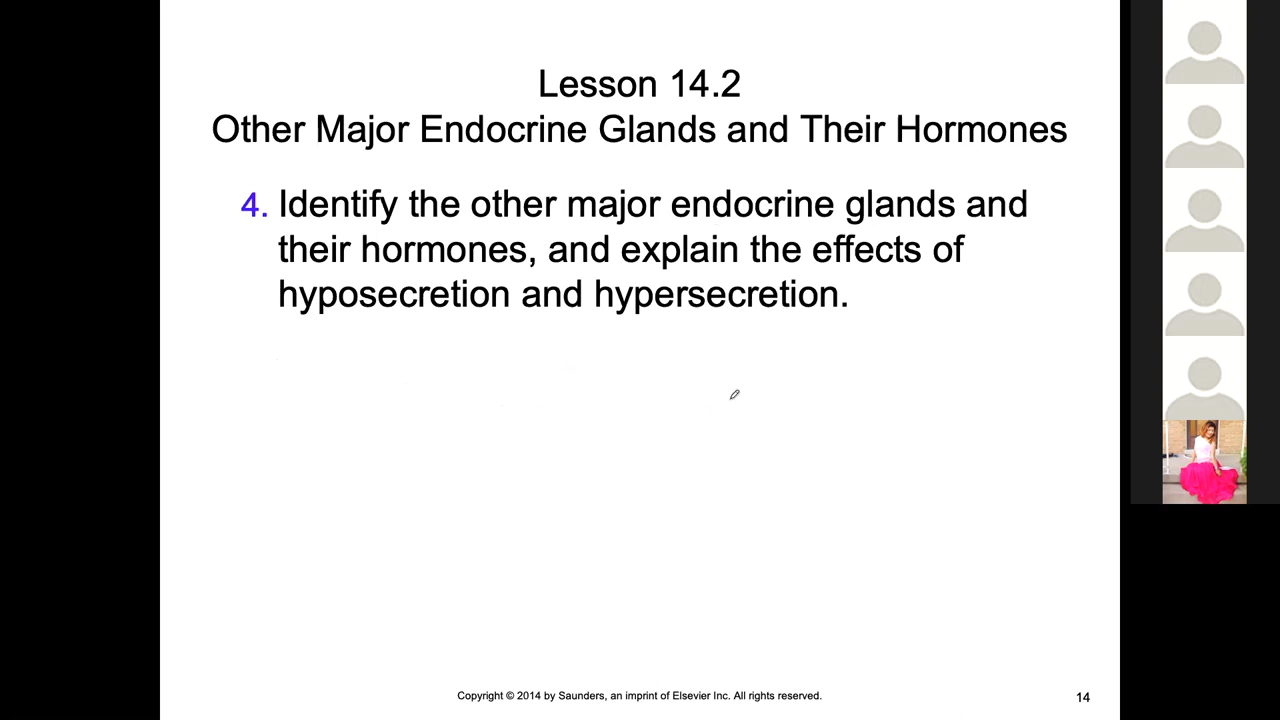 Lesson 14.2
Other Major Endocrine Glands and Their Hormones
4. Identify the other major endocrine glands and
their hormones, and explain the effects of
hyposecretion and hypersecretion.
Copyright © 2014 by Saunders, an imprint of Elsevier Inc. All rights reserved.
14